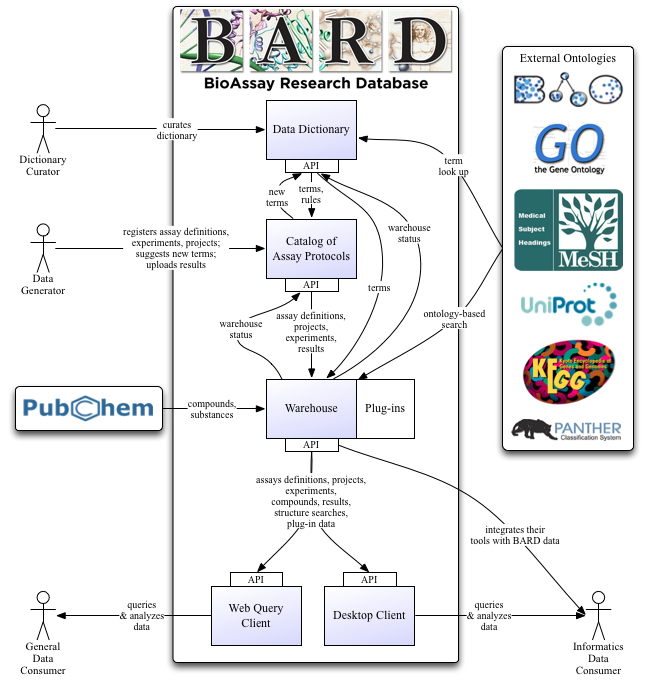 BARD
BioAssay Research Database
External Ontologies
BAO
GO
the Gene Ontology
Medical
Subject
Headings
MeSH
UniProt
KEGG
Kyoto Encyclopedia of
Genes and Genomes
PANTHER
Classification System
Dictionary
Curator
curates
dictionary
Data Dictionary
API
term
look up
new
terms
terms,
rules
warehouse
status
Data
Generator
registers assay definitions,
experiments, projects;
suggests new terms;
uploads results
Catalog of
Assay Protocols
API
terms
warehouse
status
assay definitions,
projects,
experiments,
results
ontology-based
search
PubChem
compounds,
substances
Warehouse
Plug-ins
API
assays definitions, projects,
experiments,
compounds, results,
structure searches,
plug-in data
integrates their
tools with BARD data
API
Web Query
Client
API
Desktop Client
queries
& analyzes
data
General
Data
Consumer
queries
& analyzes
data
Informatics
Data
Consumer